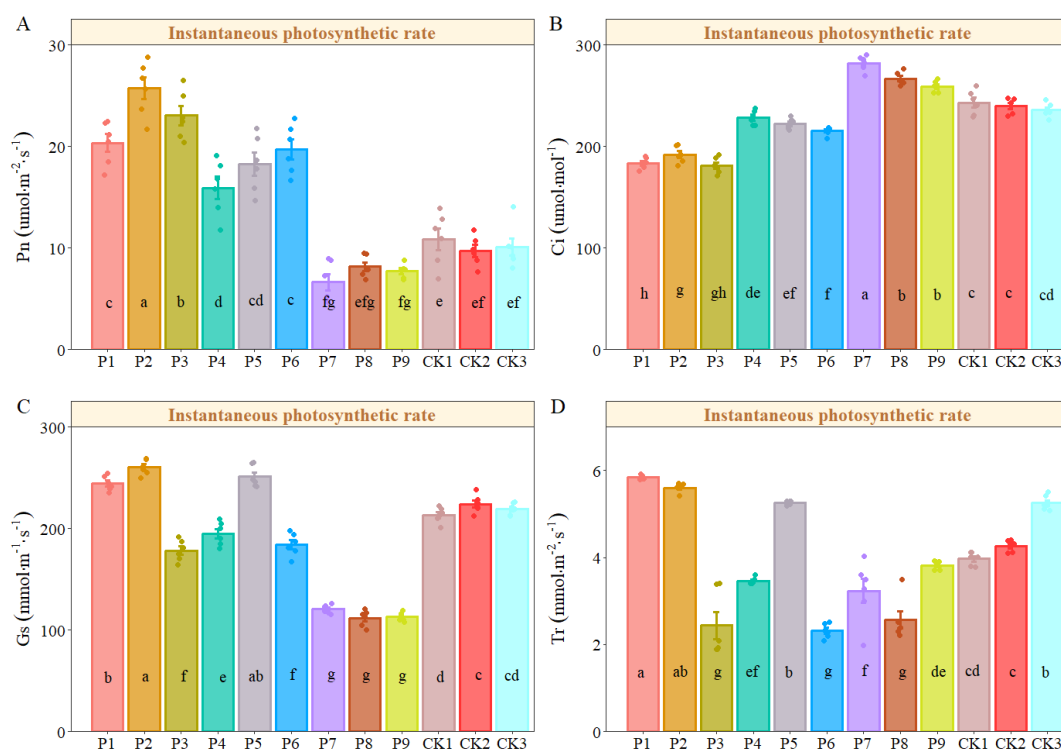 A
Instantaneous photosynthetic rate
Pn (umol·m⁻²·s⁻¹)
30
20
10
0
c a b d cd c fg efg fg e ef ef
P1 P2 P3 P4 P5 P6 P7 P8 P9 CK1 CK2 CK3
B
Instantaneous photosynthetic rate
Ci (umol·mol⁻¹)
300
200
100
0
h g gh de ef f a b b c c cd
P1 P2 P3 P4 P5 P6 P7 P8 P9 CK1 CK2 CK3
C
Instantaneous photosynthetic rate
Gs (mmol·m⁻¹·s⁻¹)
300
200
100
0
b a f e ab f g g g d c cd
P1 P2 P3 P4 P5 P6 P7 P8 P9 CK1 CK2 CK3
D
Instantaneous photosynthetic rate
Tr (mmol·m⁻²·s⁻¹)
6
4
2
0
a ab g ef b g f g de cd c b
P1 P2 P3 P4 P5 P6 P7 P8 P9 CK1 CK2 CK3